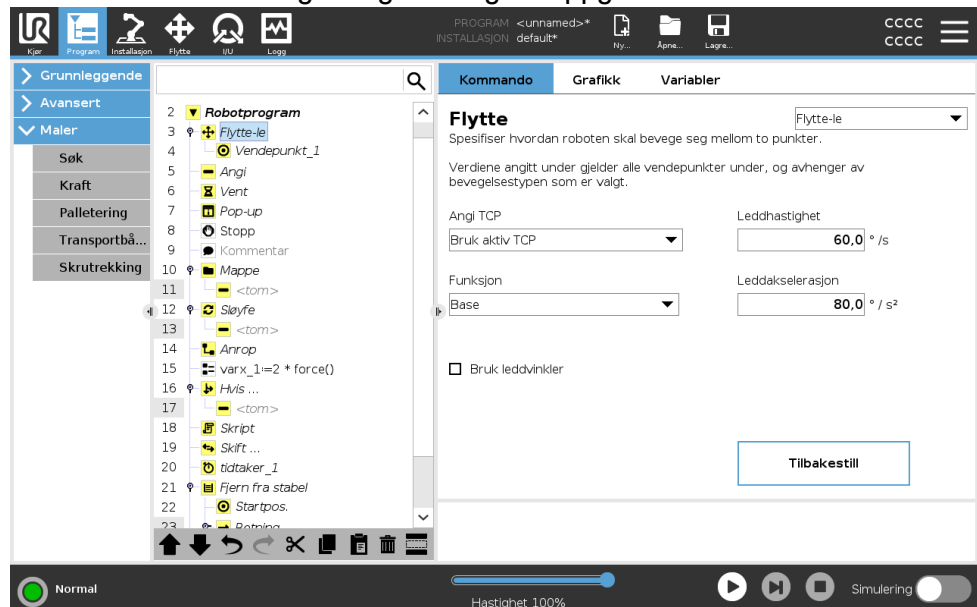 PROGRAM <unnamed>*
INSTALLASJON default*
Kjør
Program
Installasjon
Flytte
I/U
Logg
Ny...
Åpne...
Lagre...
CCCC
CCCC
Grunnleggende
Avansert
Maler
Søk
Kraft
Palletering
Transportbå...
Skrutrekking
2 Robotprogram
3 Flytte-le
4 Vendepunkt_1
5 Angi
6 Vent
7 Pop-up
8 Stopp
9 Kommentar
10 Mappe
11 <tom>
12 Sløyfe
13 <tom>
14 Anrop
15 varx_1:=2 * force()
16 Hvis ...
17 <tom>
18 Skript
19 Skift ...
20 tidtaker_1
21 Fjern fra stabel
22 Startpos.
23 Retning
Kommando
Grafikk
Variabler
Flytte
Flytte-le
Spesifiser hvordan roboten skal bevege seg mellom to punkter.
Verdiene angitt under gjelder alle vendepunkter under, og avhenger av
bevegelsestypen som er valgt.
Angi TCP
Leddhastighet
Bruk aktiv TCP
60,0 ° /s
Funksjon
Leddakselerasjon
Base
80,0 ° / s²
Bruk leddvinkler
Tilbakestill
Normal
Hastighet 100%
Simulering